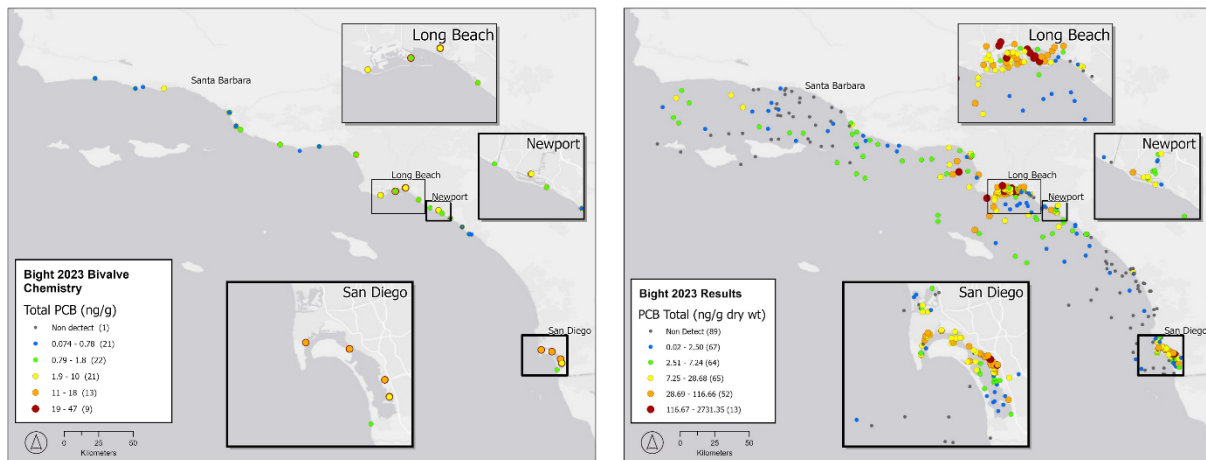 Long Beach
Santa Barbara
Newport
Long Beach
Newport
Bight 2023 Bivalve
Chemistry
Total PCB (ng/g)
Non dectect (1)
0.074 - 0.78 (21)
0.79 - 1.8 (22)
1.9 - 10 (21)
11 - 18 (13)
19 - 47 (9)
San Diego
San Diego
0 25 50
Kilometers
Long Beach
Santa Barbara
Newport
Long Beach
Newport
Bight 2023 Results
PCB Total (ng/g dry wt)
Non Detect (89)
0.02 - 2.50 (67)
2.51 - 7.24 (64)
7.25 - 28.68 (65)
28.69 - 116.66 (52)
116.67 - 2731.35 (13)
San Diego
San Diego
0 25 50
Kilometers